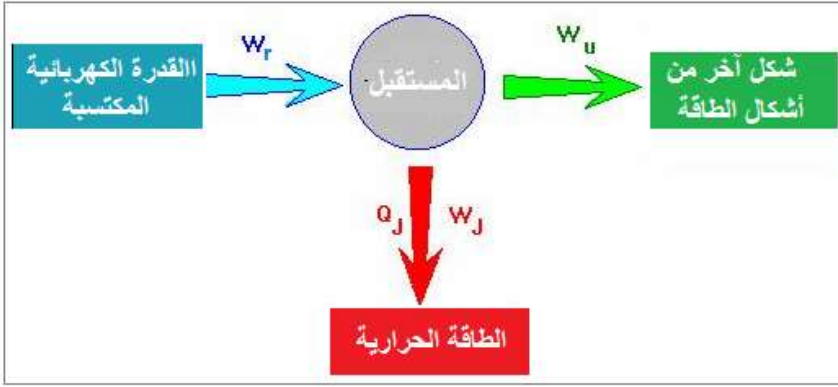 االقدرة الكهربائية
المكتسبة
Wr
المستقبل
Wu
شكل آخر من
أشكال الطاقة
QJ
WJ
الطاقة الحرارية